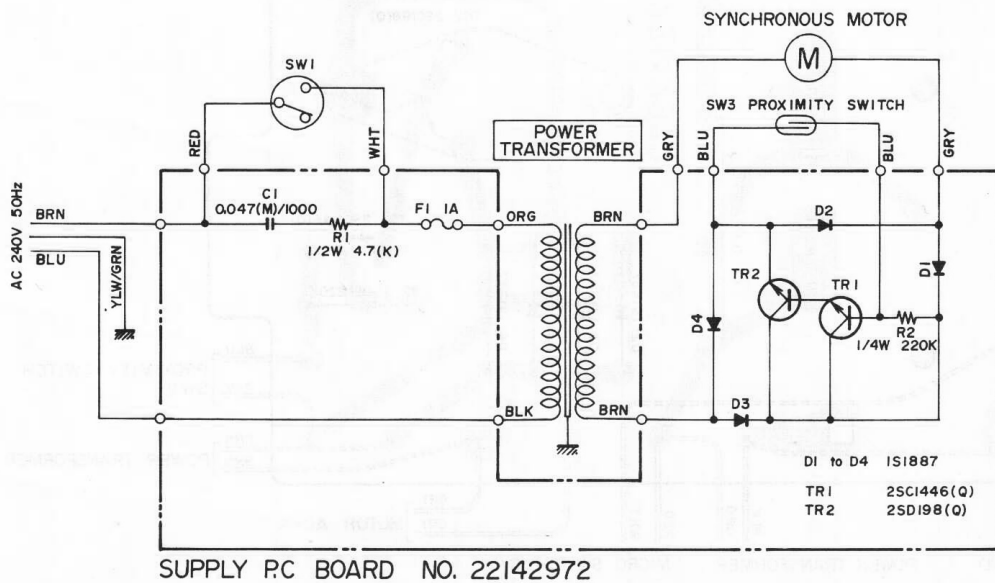 SYNCHRONOUS MOTOR
M
SW1
SW3 PROXIMITY SWITCH
POWER
TRANSFORMER
RED
WHT
GRY
BLU
BLU
GRY
AC 240V 50Hz
BRN
BLU
YLW/GRN
C1
0.047(M)/1000
R1
1/2W 4.7(K)
F1 1A
ORG
BRN
BLK
BRN
D2
D1
TR2
TR1
D4
R2
1/4W 220K
D3
D1 to D4 1S1887
TR1 2SC1446(Q)
TR2 2SD198(Q)
SUPPLY P.C BOARD NO. 22142972